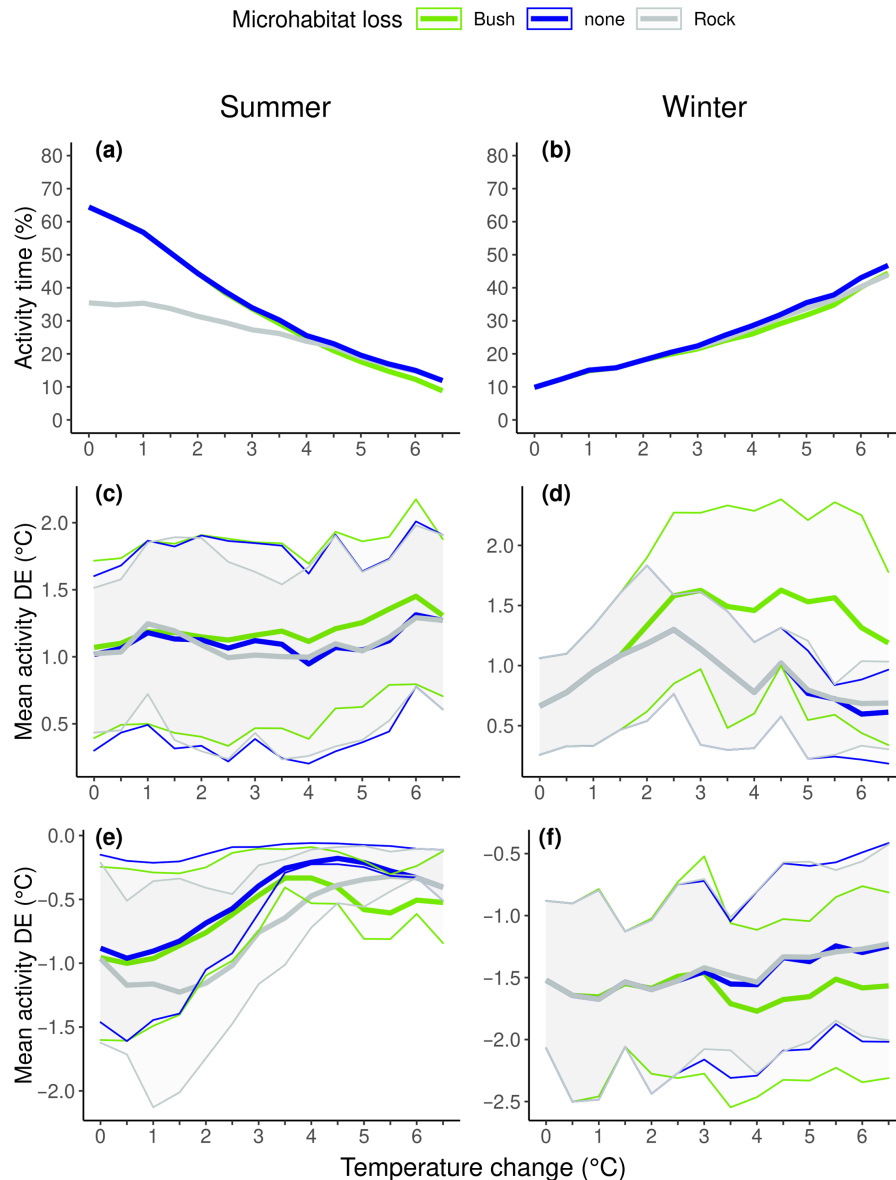 Microhabitat loss Bush none Rock
Summer Winter
(a) (b)
Activity time (%)
80 80
70 70
60 60
50 50
40 40
30 30
20 20
10 10
0 0
0 1 2 3 4 5 6 0 1 2 3 4 5 6
(c) (d)
Mean activity DE (°C)
2.0 2.0
1.5 1.5
1.0 1.0
0.5 0.5
0 1 2 3 4 5 6 0 1 2 3 4 5 6
(e) (f)
Mean activity DE (°C)
0.0 −0.5
−0.5 −1.0
−1.0 −1.5
−1.5 −2.0
−2.0 −2.5
0 1 2 3 4 5 6 0 1 2 3 4 5 6
Temperature change (°C)